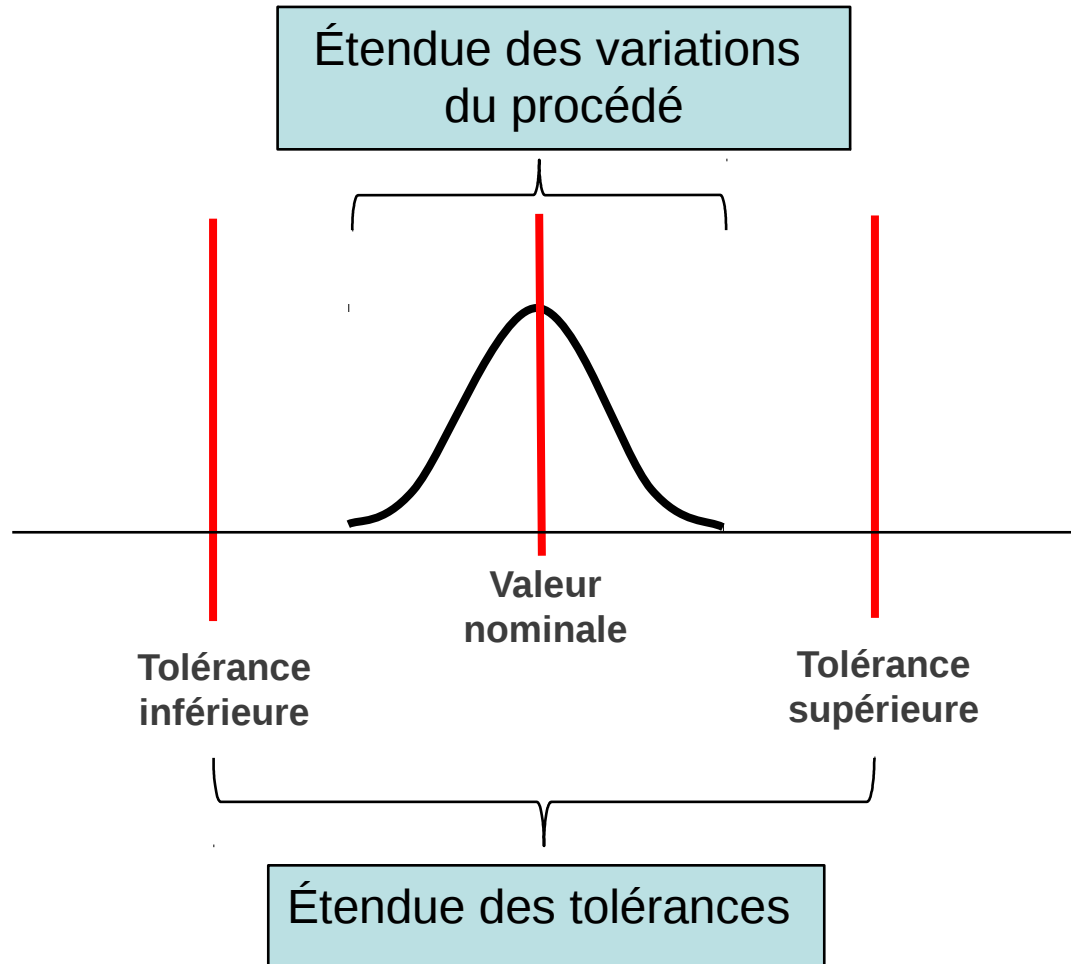 Étendue des variations
du procédé
Valeur
nominale
Tolérance
inférieure
Tolérance
supérieure
Étendue des tolérances